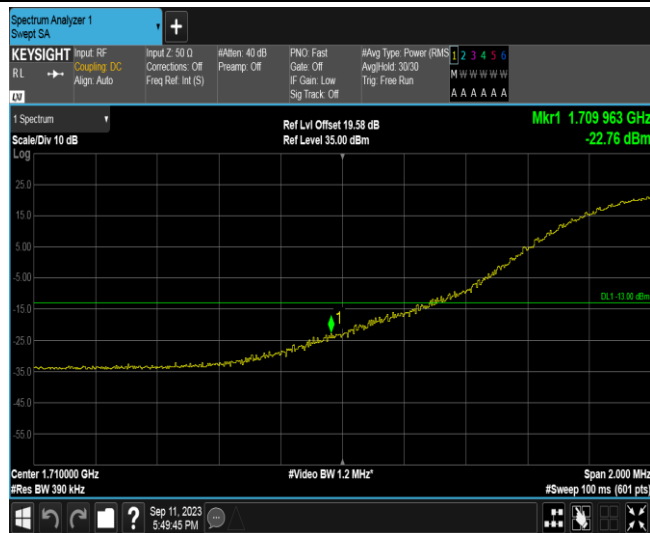 Spectrum Analyzer 1
Swept SA
KEYSIGHT
RL
Input: RF
Coupling: DC
Align: Auto
Input Z: 50 Ω
Corrections: Off
Freq Ref: Int (S)
#Atten: 40 dB
Preamp: Off
PNO: Fast
Gate: Off
IF Gain: Low
Sig Track: Off
#Avg Type: Power (RMS
Avg|Hold: 30/30
Trig: Free Run
1 2 3 4 5 6
M W W W W W
A A A A A A
1 Spectrum
Scale/Div 10 dB
Ref Lvl Offset 19.58 dB
Ref Level 35.00 dBm
Mkr1 1.709 963 GHz
-22.76 dBm
Log
25.0
15.0
5.00
-5.00
DL1 -13.00 dBm
-15.0
1
-25.0
-35.0
-45.0
-55.0
Center 1.710000 GHz
#Video BW 1.2 MHz*
Span 2.000 MHz
#Res BW 390 kHz
#Sweep 100 ms (601 pts)
Sep 11, 2023
5:49:45 PM